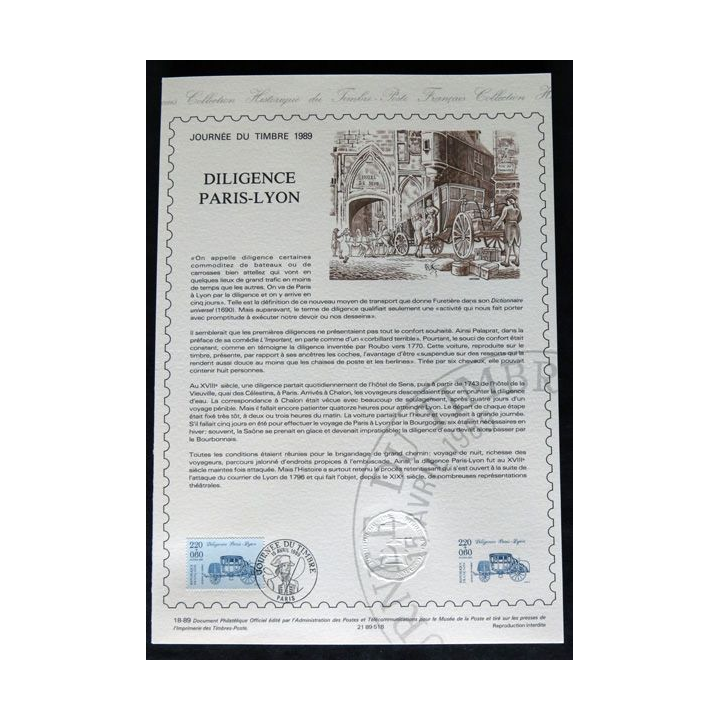 Collection Historique du Timbre-Poste Français Collection
JOURNÉE DU TIMBRE 1989
DILIGENCE
PARIS-LYON
«On appelle diligence certaines
commoditez de bateaux ou de
carrosses bien attellez qui vont en
quelques lieux de grand trafic en moins
de temps que les autres. On va de Paris
à Lyon par la diligence et on y arrive en
cinq jours». Telle est la définition de ce nouveau moyen de transport que donne Furetière dans son Dictionnaire
universel (1690). Mais auparavant, le terme de diligence qualifiait seulement une «activité qui nous fait porter
avec promptitude à exécuter notre devoir ou nos desseins».
Il semblerait que les premières diligences ne présentaient pas tout le confort souhaité. Ainsi Palaprat, dans la
préface de sa comédie L'Important, en parle comme d'un «corbillard terrible». Pourtant, le souci de confort était
constant, comme en témoigne la diligence inventée par Roubo vers 1770. Cette voiture, reproduite sur le
timbre, présente, par rapport à ses ancêtres les coches, l'avantage d'être «suspendue sur des ressorts qui la
rendent aussi douce au moins que les chaises de poste et les berlines». Tirée par six chevaux, elle pouvait
contenir huit personnes.
Au XVIIIe siècle, une diligence partait quotidiennement de l'hôtel de Sens, puis à partir de 1743 de l'hôtel de la
Vieuville, quai des Célestins, à Paris. Arrivés à Chalon, les voyageurs descendaient pour emprunter la diligence
d'eau. La correspondance à Chalon était vécue avec beaucoup de soulagement, après quatre jours d'un
voyage pénible. Mais il fallait encore patienter quatorze heures pour arriver à Lyon. Le départ de chaque étape
était fixé très tôt, à deux ou trois heures du matin. La voiture partait sur l'heure et voyageait à grande journée.
S'il fallait cinq jours en été pour effectuer le voyage de Paris à Lyon par la Bourgogne, six étaient nécessaires en
hiver: souvent, la Saône se prenait en glace et devenait impraticable; la diligence d'eau devait alors passer par
le Bourbonnais.
Toutes les conditions étaient réunies pour le brigandage de grand chemin: voyage de nuit, richesse des
voyageurs, parcours jalonné d'endroits propices à l'embuscade. Ainsi, la diligence Paris-Lyon fut au XVIIIe
siècle maintes fois attaquée. Mais l'Histoire a surtout retenu le procès retentissant qui s'est ouvert à la suite de
l'attaque du courrier de Lyon de 1796 et qui fait l'objet, depuis le XIXe siècle, de nombreuses représentations
théâtrales.
2,20
+0,60
Diligence Paris-Lyon
JOURNÉE DU TIMBRE
AVRIL 1989
PARIS
2,20
+0,60
Diligence Paris-Lyon
18-89 Document Philatélique Officiel édité par l'Administration des Postes et Télécommunications pour le Musée de la Poste et tiré sur les presses de
l'Imprimerie des Timbres-Poste.
21 89 518
Reproduction interdite